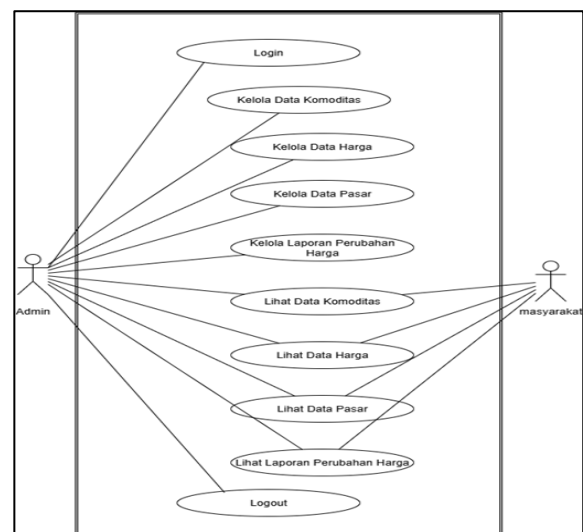 Login
Kelola Data Komoditas
Kelola Data Harga
Kelola Data Pasar
Kelola Laporan Perubahan
Harga
Lihat Data Komoditas
Admin
masyarakat
Lihat Data Harga
Lihat Data Pasar
Lihat Laporan Perubahan Harga
Logout